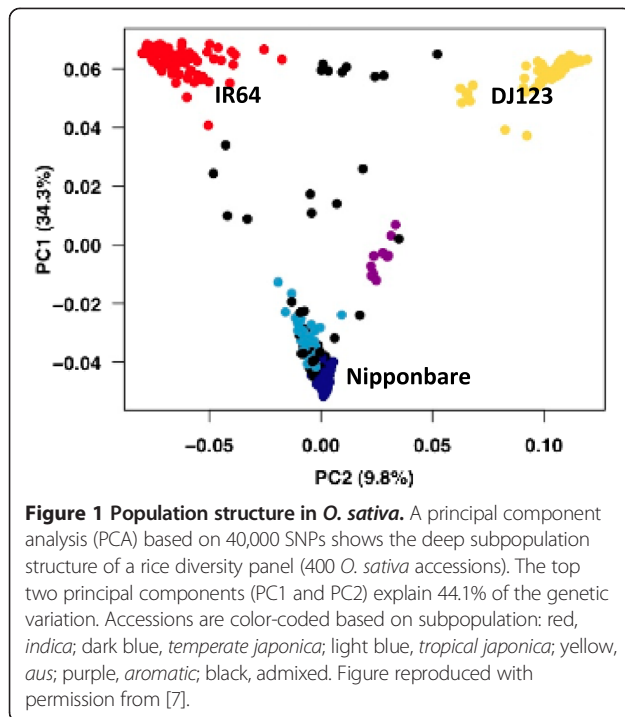 0.06
0.04
0.02
0.00
−0.02
−0.04
PC1 (34.3%)
IR64
DJ123
Nipponbare
−0.05
0.00
0.05
0.10
PC2 (9.8%)
Figure 1 Population structure in O. sativa. A principal component
analysis (PCA) based on 40,000 SNPs shows the deep subpopulation
structure of a rice diversity panel (400 O. sativa accessions). The top
two principal components (PC1 and PC2) explain 44.1% of the genetic
variation. Accessions are color-coded based on subpopulation: red,
indica; dark blue, temperate japonica; light blue, tropical japonica; yellow,
aus; purple, aromatic; black, admixed. Figure reproduced with
permission from [7].